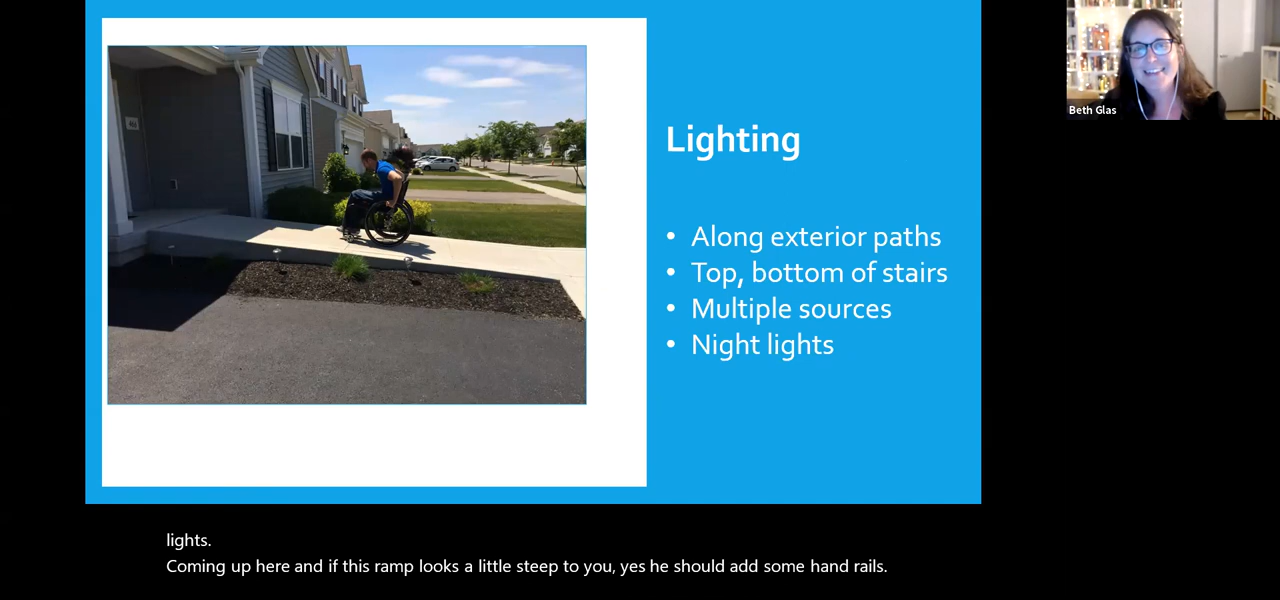 Lighting
• Along exterior paths
• Top, bottom of stairs
• Multiple sources
• Night lights
Beth Glas
lights.
Coming up here and if this ramp looks a little steep to you, yes he should add some hand rails.